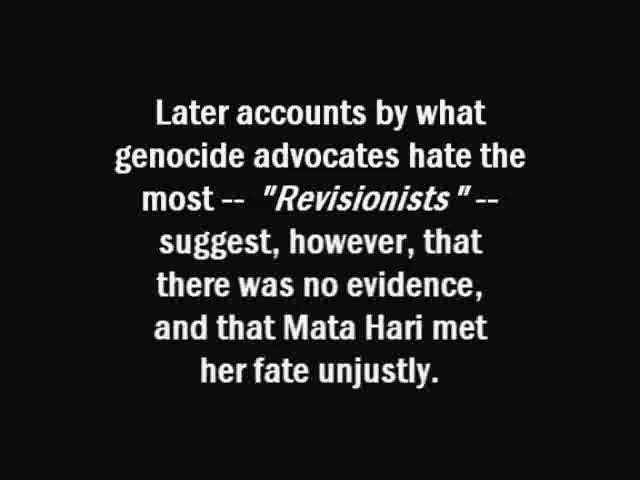 Later accounts by what
genocide advocates hate the
most -- "Revisionists" --
suggest, however, that
there was no evidence,
and that Mata Hari met
her fate unjustly.